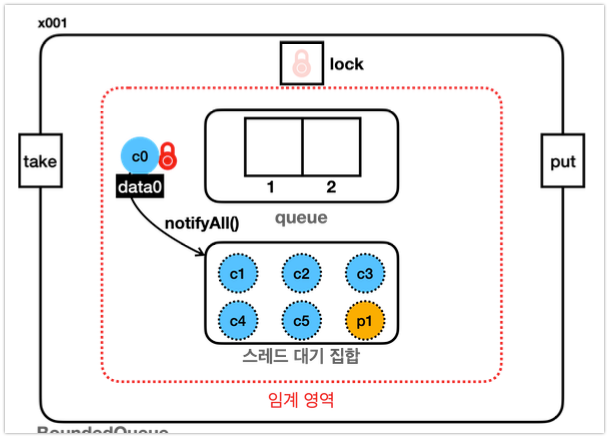 x001
lock
take
put
c0
data0
1
2
queue
notifyAll()
c1
c2
c3
c4
c5
p1
스레드 대기 집합
임계 영역
BoundedQueue